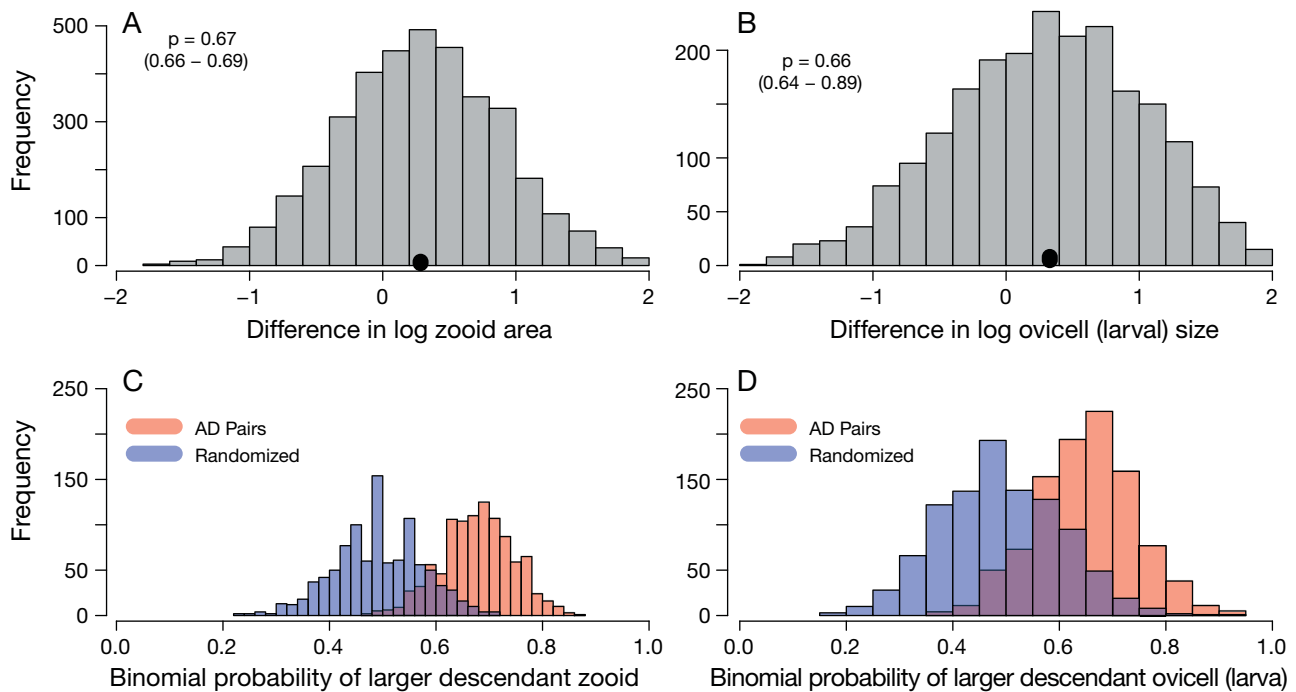 A
p = 0.67
(0.66 – 0.69)
Frequency
500
300
100
0
−2
−1
0
1
2
Difference in log zooid area
B
p = 0.66
(0.64 – 0.89)
200
100
50
0
−2
−1
0
1
2
Difference in log ovicell (larval) size
C
AD Pairs
Randomized
Frequency
250
150
50
0
0.0
0.2
0.4
0.6
0.8
1.0
Binomial probability of larger descendant zooid
D
AD Pairs
Randomized
250
150
50
0
0.0
0.2
0.4
0.6
0.8
1.0
Binomial probability of larger descendant ovicell (larva)